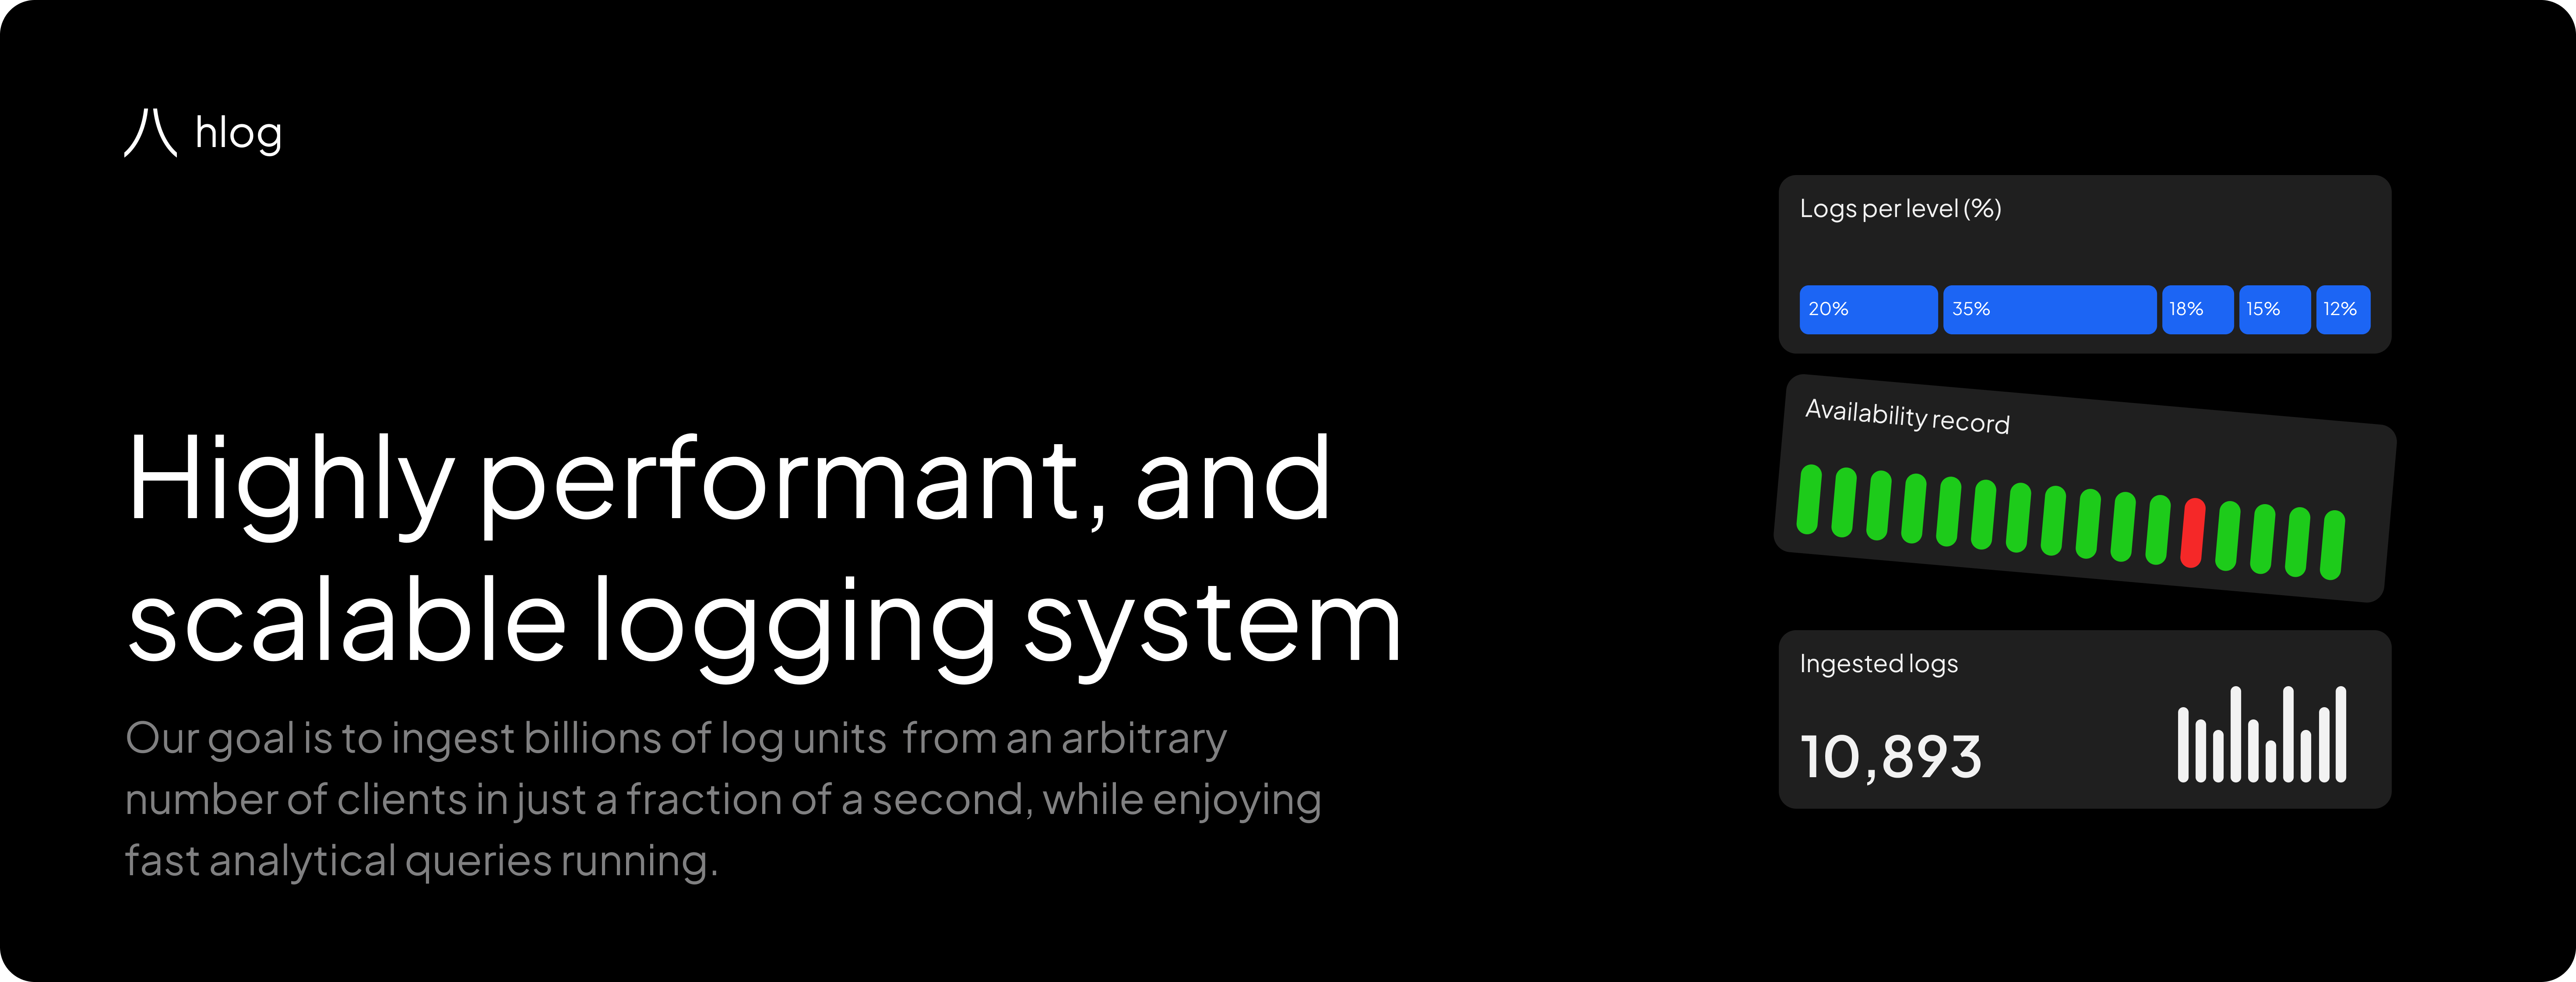 hlog
Highly performant, and
scalable logging system
Our goal is to ingest billions of log units  from an arbitrary
number of clients in just a fraction of a second, while enjoying
fast analytical queries running.
Logs per level (%)
20% 35% 18% 15% 12%
Availability record
Ingested logs
10,893